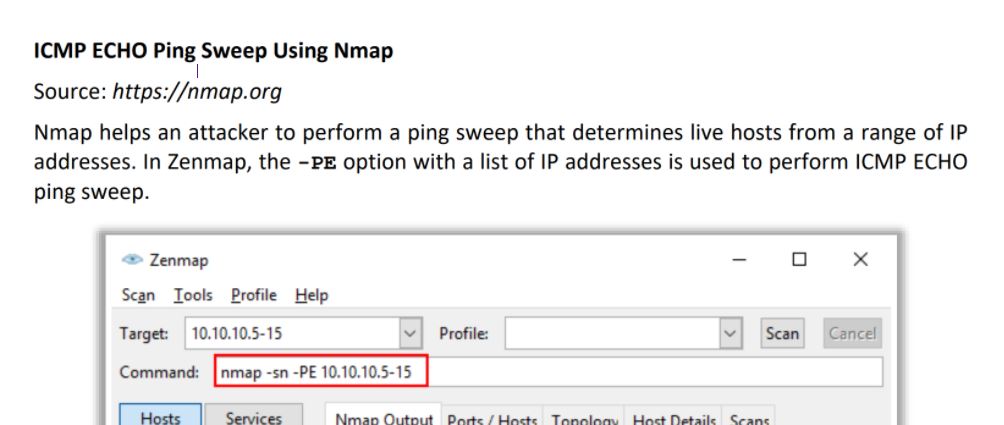 ICMP ECHO Ping Sweep Using Nmap
Source: https://nmap.org
Nmap helps an attacker to perform a ping sweep that determines live hosts from a range of IP
addresses. In Zenmap, the -PE option with a list of IP addresses is used to perform ICMP ECHO
ping sweep.
Zenmap
Scan Tools Profile Help
Target: 10.10.10.5-15 Profile: Scan Cancel
Command: nmap -sn -PE 10.10.10.5-15
Hosts Services Nmap Output Ports / Hosts Topology Host Details Scans